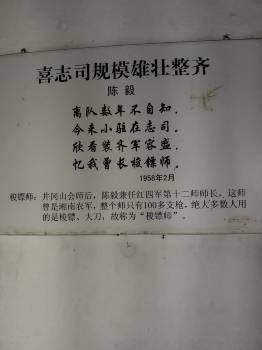 喜志司规模雄壮整齐
陈毅
离队数年不自知，
今来小驻在志司。
欣看装齐军容盛，
忆我曾长梭镖师。
1958年2月
梭镖师：井冈山会师后，陈毅兼任红四军第十二师师长，这师
曾是湘南农军，整个师只有100多支枪，绝大多数人用
的是梭镖、大刀，故称为“梭镖师”。